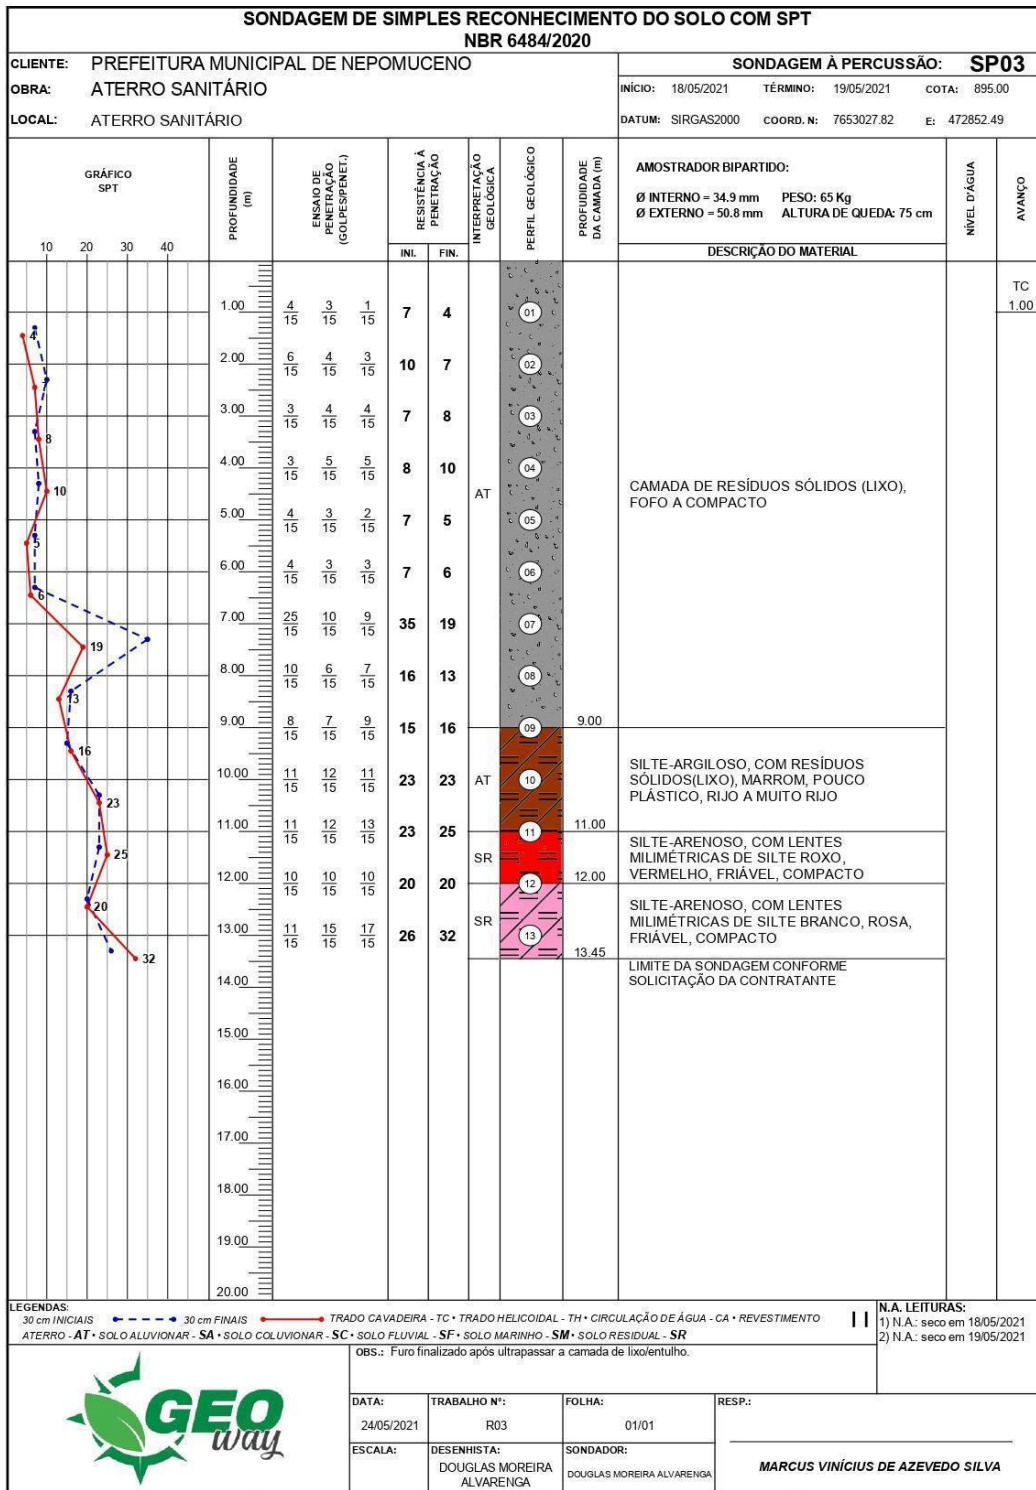 SONDAGEM DE SIMPLES RECONHECIMENTO DO SOLO COM SPT
NBR 6484/2020
CLIENTE: PREFEITURA MUNICIPAL DE NEPOMUCENO
SONDAGEM À PERCUSSÃO: SP03
OBRA: ATERRO SANITÁRIO
INÍCIO: 18/05/2021 TÉRMINO: 19/05/2021 COTA: 895.00
LOCAL: ATERRO SANITÁRIO
DATUM: SIRGAS2000 COORD. N: 7653027.82 E: 472852.49
GRÁFICO
SPT
10 20 30 40
PROFUNDIDADE
(m)
ENSAIO DE
PENETRAÇÃO
(GOLPES/PENET.)
RESISTÊNCIA À
PENETRAÇÃO
INI. FIN.
INTERPRETAÇÃO
GEOLÓGICA
PERFIL GEOLÓGICO
PROFUDIDADE
DA CAMADA (m)
AMOSTRADOR BIPARTIDO:
Ø INTERNO = 34.9 mm PESO: 65 Kg
Ø EXTERNO = 50.8 mm ALTURA DE QUEDA: 75 cm
DESCRIÇÃO DO MATERIAL
NÍVEL D'ÁGUA
AVANÇO
TC
1.00
1.00 4/15 3/15 1/15 7 4 01
2.00 6/15 4/15 3/15 10 7 02
3.00 3/15 4/15 4/15 7 8 03
4.00 3/15 5/15 5/15 8 10 04
5.00 4/15 3/15 2/15 7 5 05
6.00 4/15 3/15 3/15 7 6 06
7.00 25/15 10/15 9/15 35 19 07
8.00 10/15 6/15 7/15 16 13 08
9.00 8/15 7/15 9/15 15 16 09 9.00
10.00 11/15 12/15 11/15 23 23 10
11.00 11/15 12/15 13/15 23 25 11 11.00
12.00 10/15 10/15 10/15 20 20 12 12.00
13.00 11/15 15/15 17/15 26 32 13 13.45
14.00
15.00
16.00
17.00
18.00
19.00
20.00
4
7
8
10
5
6
19
13
16
23
25
20
32
AT
CAMADA DE RESÍDUOS SÓLIDOS (LIXO),
FOFO A COMPACTO
AT
SILTE-ARGILOSO, COM RESÍDUOS
SÓLIDOS(LIXO), MARROM, POUCO
PLÁSTICO, RIJO A MUITO RIJO
SR
SILTE-ARENOSO, COM LENTES
MILIMÉTRICAS DE SILTE ROXO,
VERMELHO, FRIÁVEL, COMPACTO
SR
SILTE-ARENOSO, COM LENTES
MILIMÉTRICAS DE SILTE BRANCO, ROSA,
FRIÁVEL, COMPACTO
LIMITE DA SONDAGEM CONFORME
SOLICITAÇÃO DA CONTRATANTE
LEGENDAS:
30 cm INICIAIS 30 cm FINAIS TRADO CAVADEIRA - TC • TRADO HELICOIDAL - TH • CIRCULAÇÃO DE ÁGUA - CA • REVESTIMENTO
ATERRO - AT • SOLO ALUVIONAR - SA • SOLO COLUVIONAR - SC • SOLO FLUVIAL - SF • SOLO MARINHO - SM • SOLO RESIDUAL - SR
N.A. LEITURAS:
1) N.A.: seco em 18/05/2021
2) N.A.: seco em 19/05/2021
OBS.: Furo finalizado após ultrapassar a camada de lixo/entulho.
GEO
way
DATA:
24/05/2021
TRABALHO Nº:
R03
FOLHA:
01/01
RESP.:
ESCALA:
DESENHISTA:
DOUGLAS MOREIRA
ALVARENGA
SONDADOR:
DOUGLAS MOREIRA ALVARENGA
MARCUS VINÍCIUS DE AZEVEDO SILVA